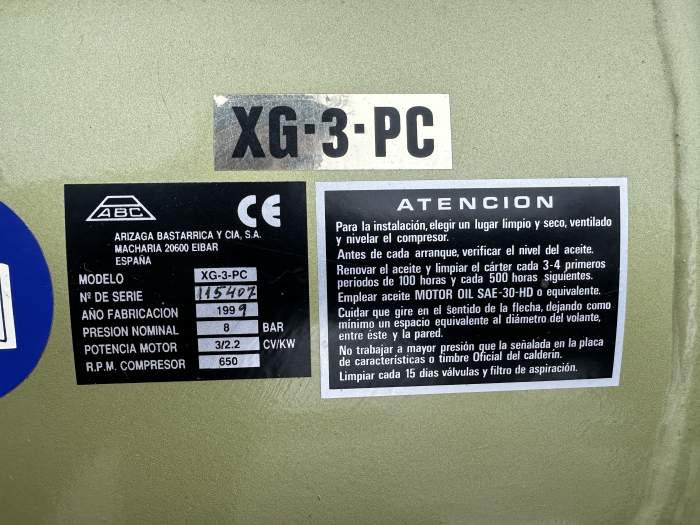 XG-3-PC
ABC
CE
ARIZAGA BASTARRICA Y CIA, S.A.
MACHARIA 20600 EIBAR
ESPAÑA
MODELO XG-3-PC
Nº DE SERIE 115407
AÑO FABRICACION 1999
PRESION NOMINAL 8 BAR
POTENCIA MOTOR 3/2.2 CV/KW
R.P.M. COMPRESOR 650
ATENCION
Para la instalación, elegir un lugar limpio y seco, ventilado
y nivelar el compresor.
Antes de cada arranque, verificar el nivel del aceite.
Renovar el aceite y limpiar el cárter cada 3-4 primeros
períodos de 100 horas y cada 500 horas siguientes.
Emplear aceite MOTOR OIL SAE-30-HD o equivalente.
Cuidar que gire en el sentido de la flecha, dejando como
mínimo un espacio equivalente al diámetro del volante,
entre éste y la pared.
No trabajar a mayor presión que la señalada en la placa
de características o timbre Oficial del calderín.
Limpiar cada 15 días válvulas y filtro de aspiración.